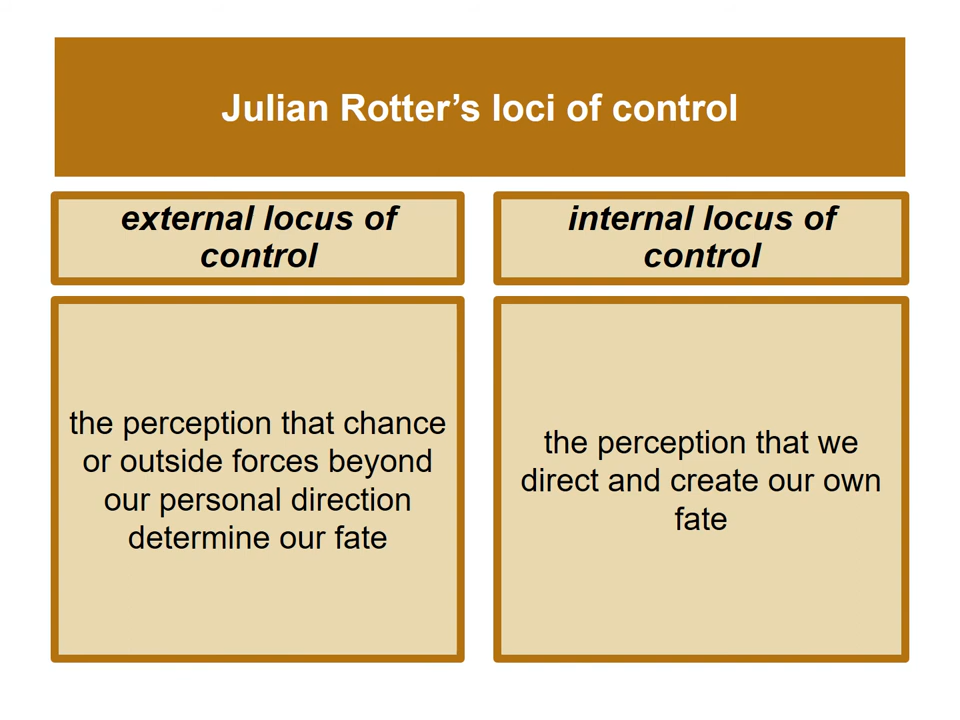 Julian Rotter’s loci of control
external locus of
control
the perception that chance
or outside forces beyond
our personal direction
determine our fate
internal locus of
control
the perception that we
direct and create our own
fate